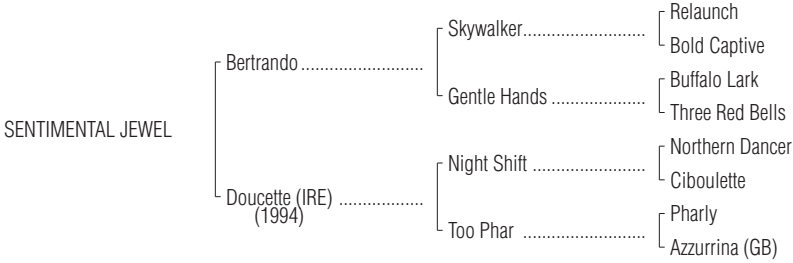 Relaunch
Skywalker..........................
Bold Captive
Bertrando ..........................
Buffalo Lark
Gentle Hands ....................
Three Red Bells
SENTIMENTAL JEWEL
Northern Dancer
Night Shift ........................
Ciboulette
Doucette (IRE) ..................
(1994)
Pharly
Too Phar ..........................
Azzurrina (GB)